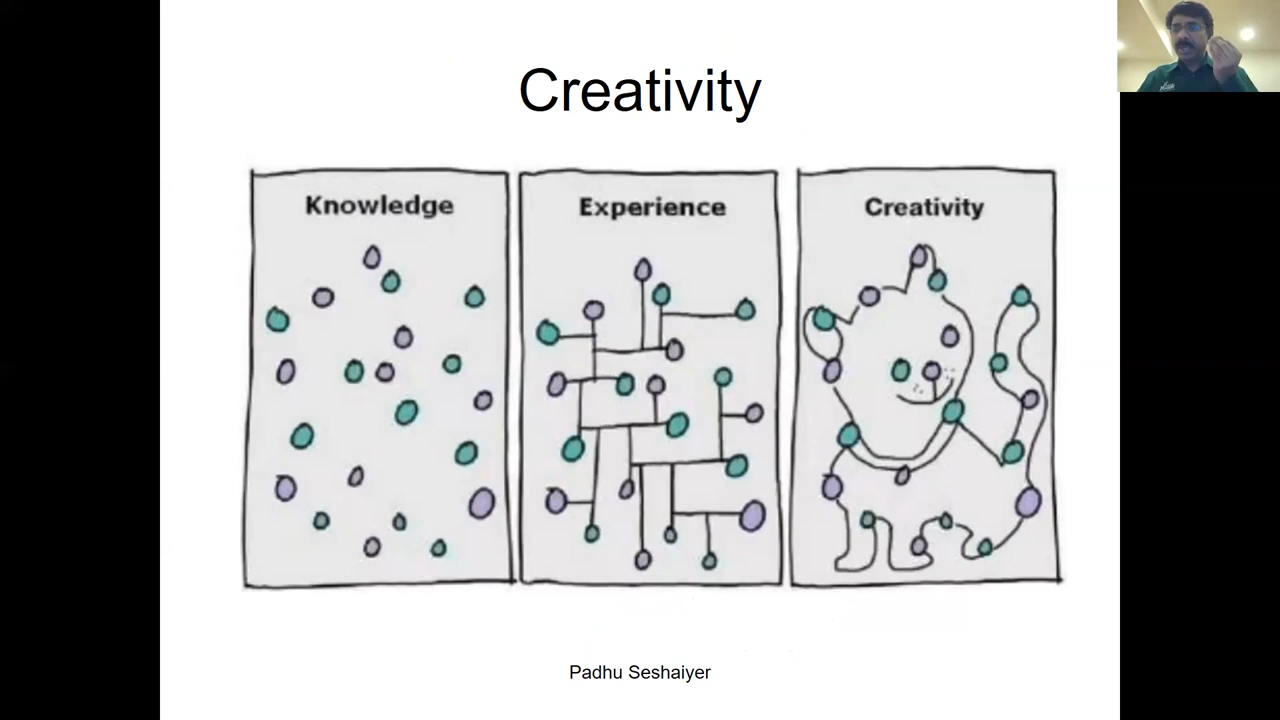 Creativity
Knowledge
Experience
Creativity
Padhu Seshaiyer